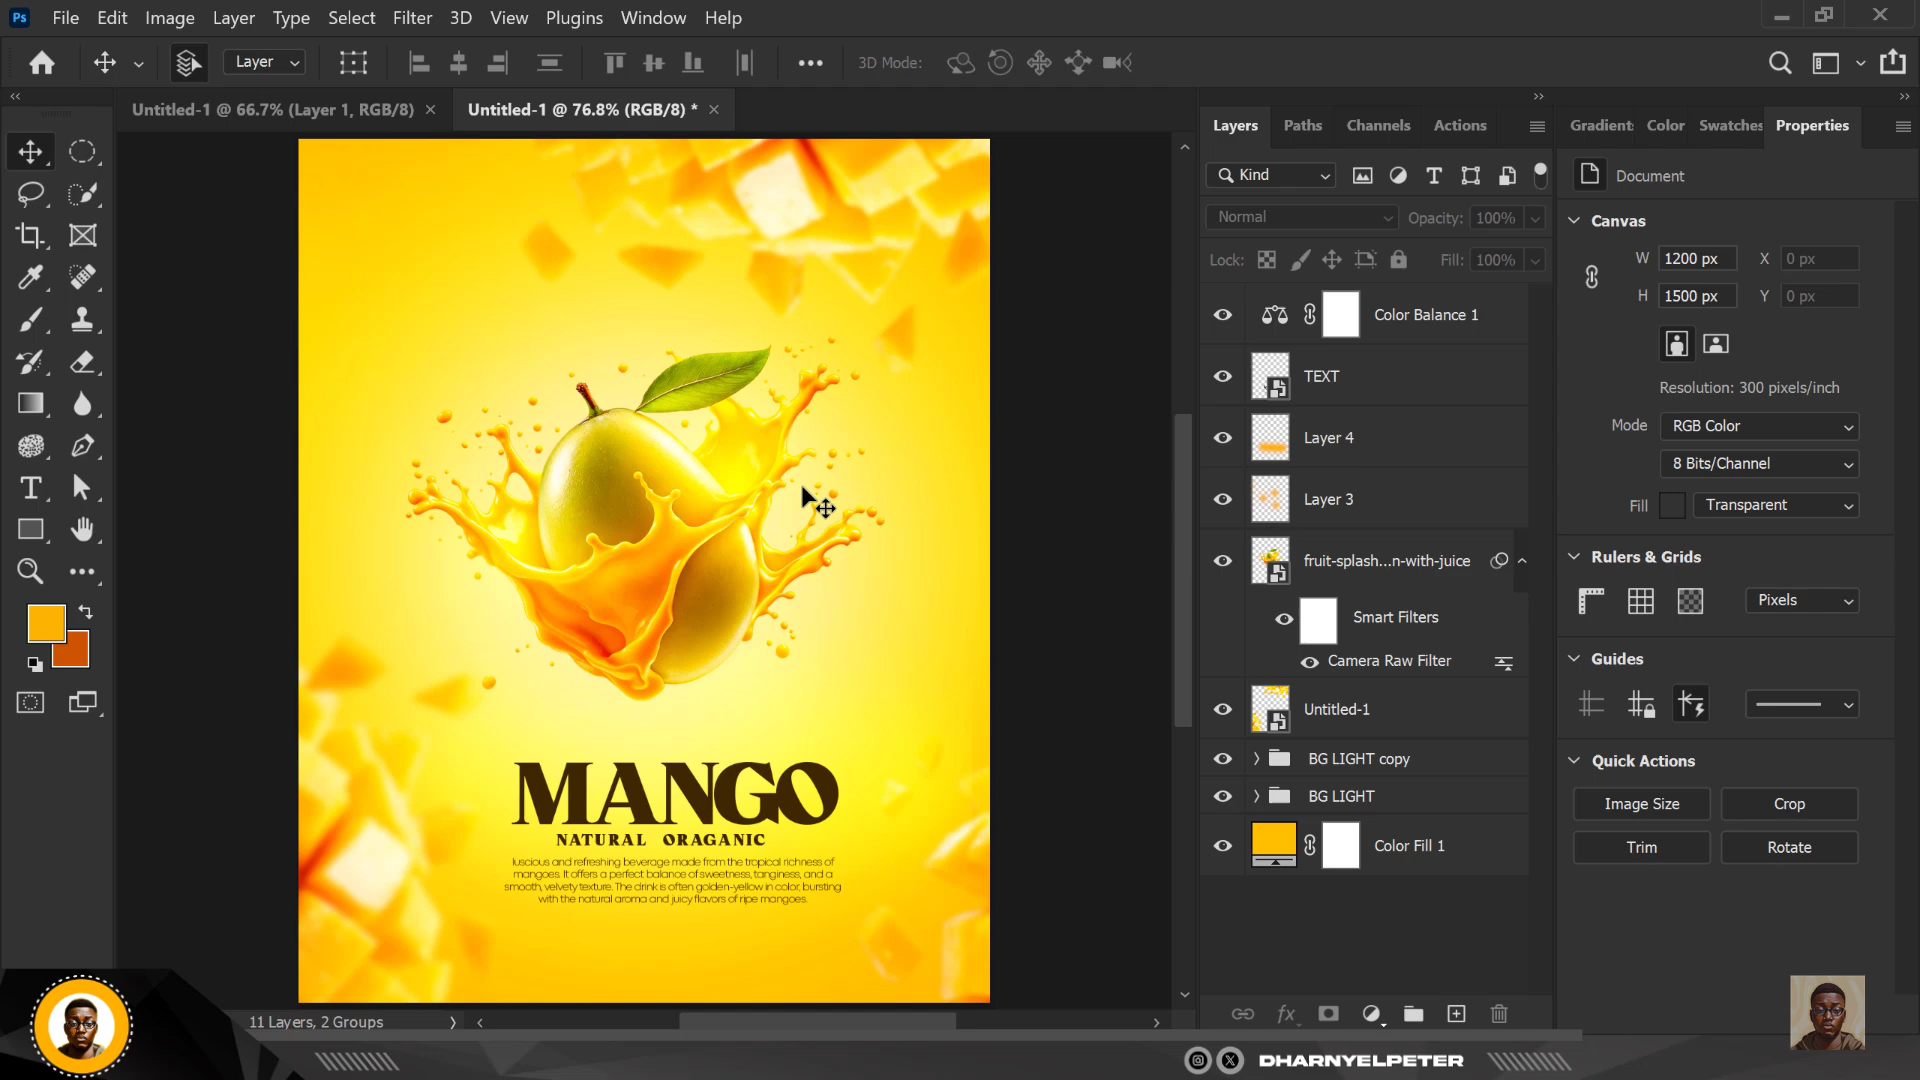 Ps File Edit Image Layer Type Select Filter 3D View Plugins Window Help
Layer
3D Mode:
Untitled-1 @ 66.7% (Layer 1, RGB/8)
Untitled-1 @ 76.8% (RGB/8) *
Layers Paths Channels Actions
Kind
Normal Opacity: 100%
Lock: Fill: 100%
Color Balance 1
TEXT
Layer 4
Layer 3
fruit-splash...n-with-juice
Smart Filters
Camera Raw Filter
Untitled-1
BG LIGHT copy
BG LIGHT
Color Fill 1
Gradient Color Swatches Properties
Document
Canvas
W 1200 px X 0 px
H 1500 px Y 0 px
Resolution: 300 pixels/inch
Mode RGB Color
8 Bits/Channel
Fill Transparent
Rulers & Grids
Pixels
Guides
Quick Actions
Image Size Crop
Trim Rotate
MANGO
NATURAL ORAGANIC
luscious and refreshing beverage made from the tropical richness of
mangoes. It offers a perfect balance of sweetness, tanginess, and a
smooth, velvety texture. The drink is often golden-yellow in color, bursting
with the natural aroma and juicy flavors of ripe mangoes.
11 Layers, 2 Groups
DHARNYELPETER